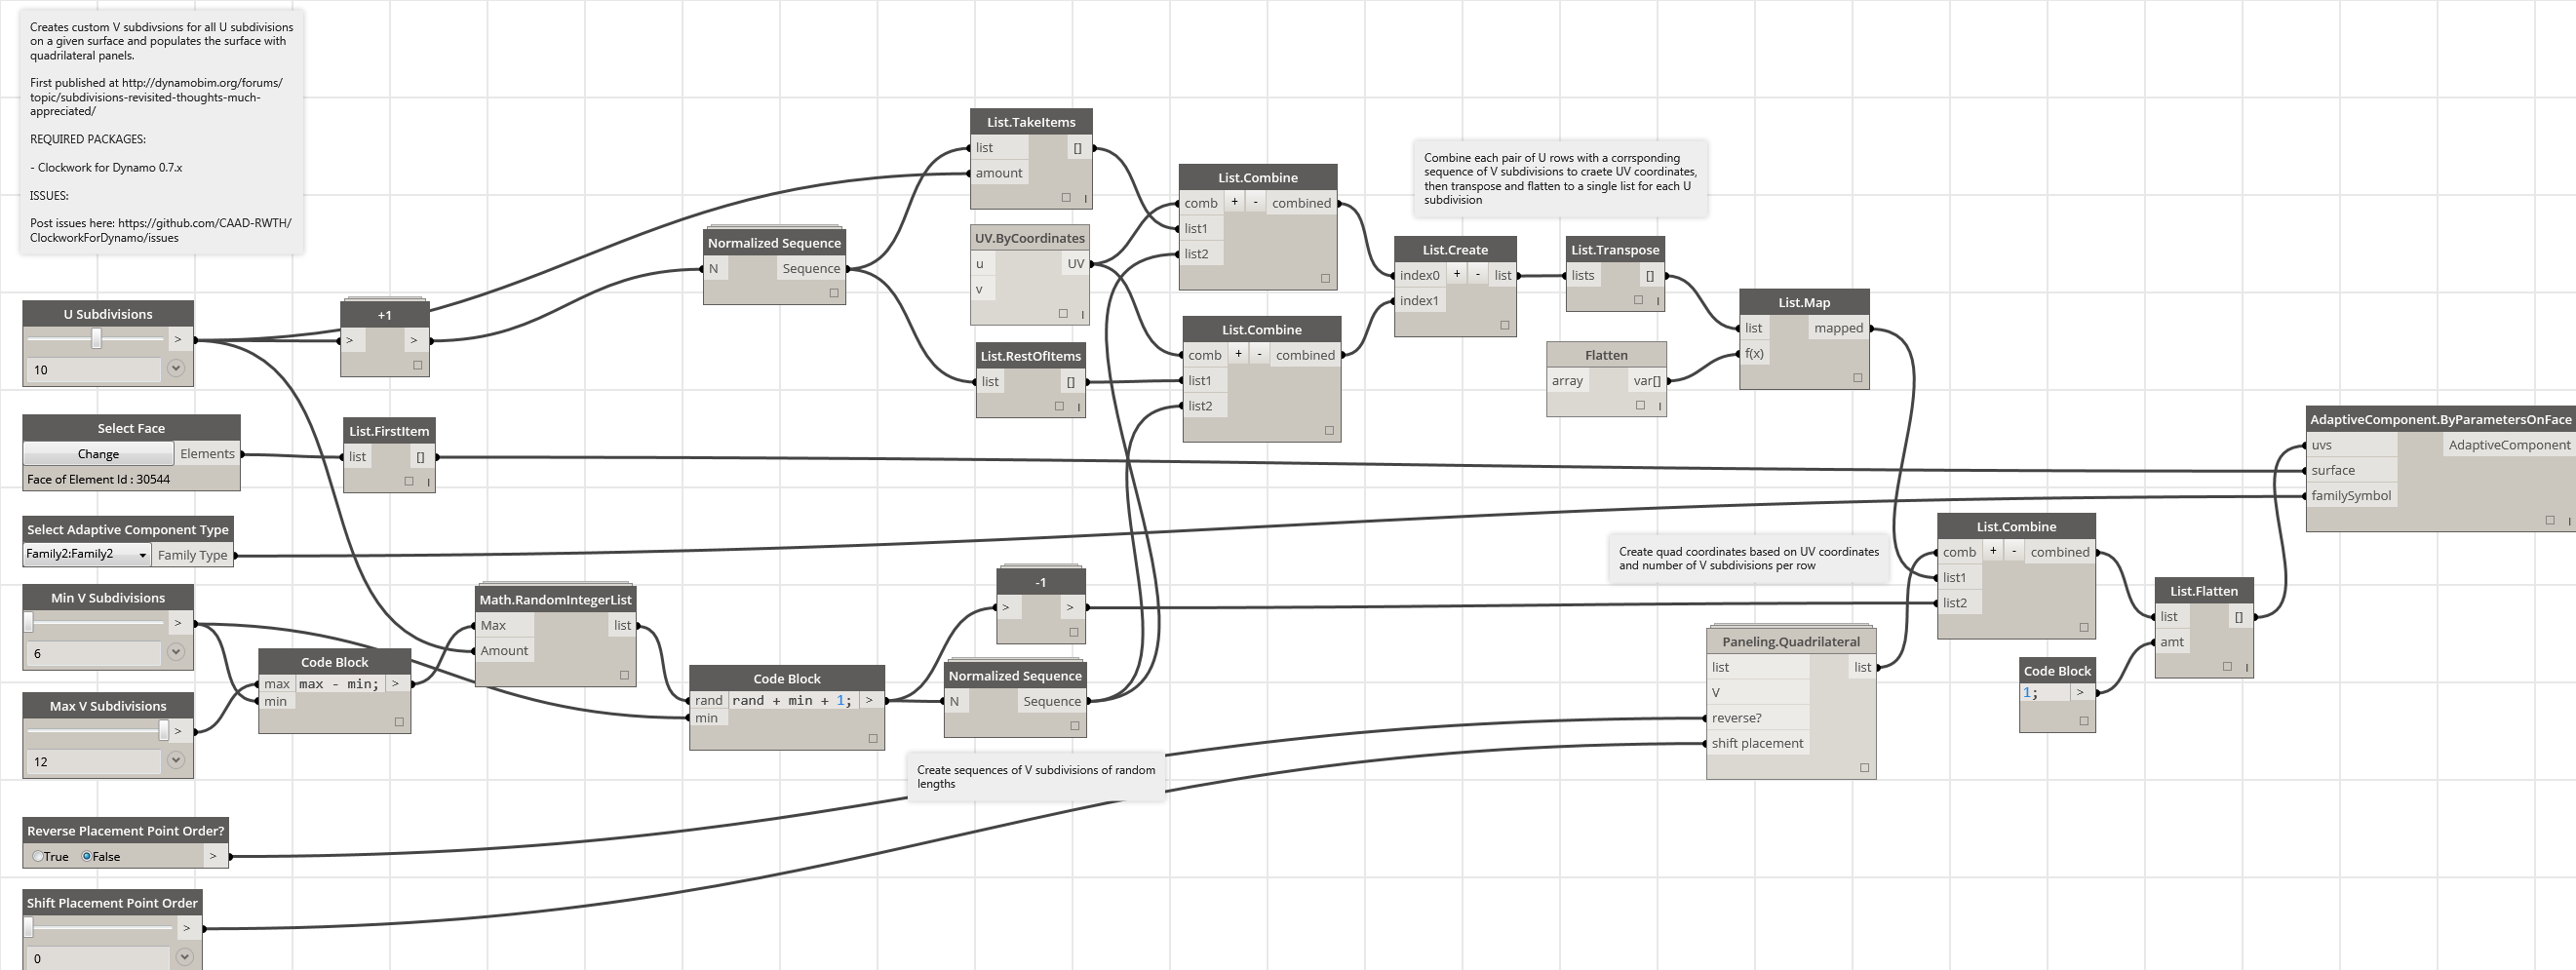 Creates custom V subdivsions for all U subdivisions
on a given surface and populates the surface with
quadrilateral panels.
First published at http://dynamobim.org/forums/
topic/subdivisions-revisited-thoughts-much-
appreciated/
REQUIRED PACKAGES:
- Clockwork for Dynamo 0.7.x
ISSUES:
Post issues here: https://github.com/CAAD-RWTH/
ClockworkForDynamo/issues
U Subdivisions
>
10
+1
> >
Select Face
Change Elements
Face of Element Id : 30544
List.FirstItem
list []
Select Adaptive Component Type
Family2:Family2 Family Type
Min V Subdivisions
>
6
Max V Subdivisions
>
12
Code Block
max max - min; >
min
Reverse Placement Point Order?
True False >
Shift Placement Point Order
>
0
Math.RandomIntegerList
Max list
Amount
Code Block
rand rand + min + 1; >
min
Normalized Sequence
N Sequence
List.TakeItems
list []
amount
UV.ByCoordinates
u UV
v
List.RestOfItems
list []
-1
> >
Normalized Sequence
N Sequence
Create sequences of V subdivisions of random
lengths
List.Combine
comb + - combined
list1
list2
List.Combine
comb + - combined
list1
list2
Combine each pair of U rows with a corrsponding
sequence of V subdivisions to craete UV coordinates,
then transpose and flatten to a single list for each U
subdivision
List.Create
index0 + - list
index1
List.Transpose
lists []
Flatten
array var[]
List.Map
list mapped
f(x)
Create quad coordinates based on UV coordinates
and number of V subdivisions per row
Paneling.Quadrilateral
list list
V
reverse?
shift placement
List.Combine
comb + - combined
list1
list2
Code Block
1; >
List.Flatten
list []
amt
AdaptiveComponent.ByParametersOnFace
uvs AdaptiveComponent
surface
familySymbol